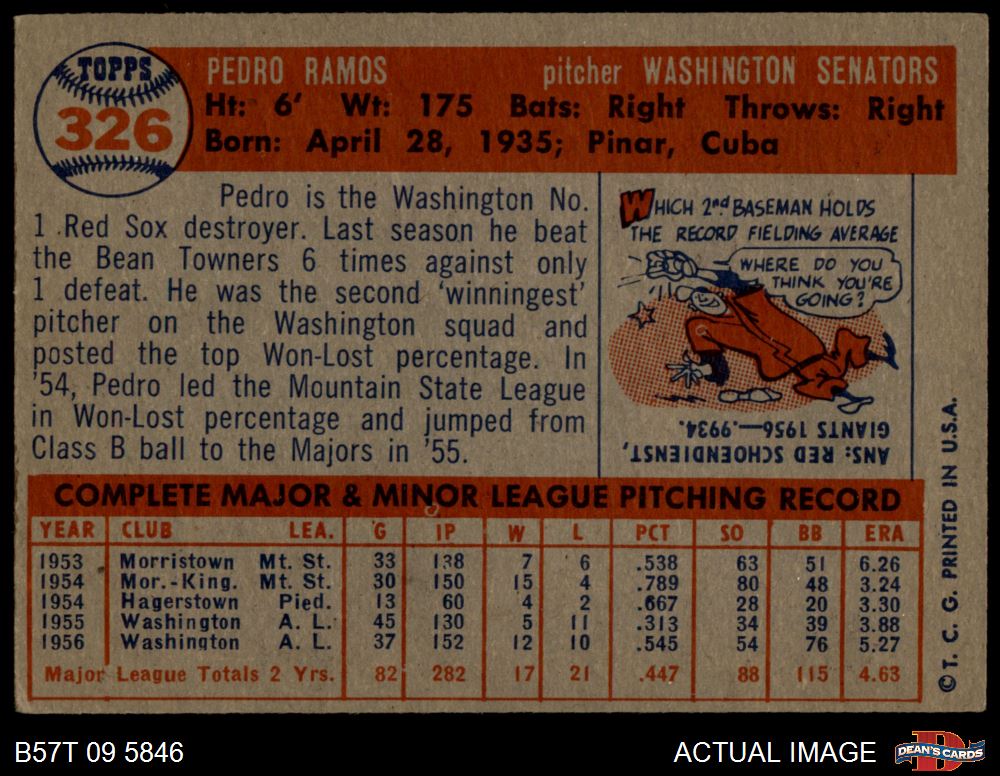 TOPPS
326
PEDRO RAMOS pitcher WASHINGTON SENATORS
Ht: 6' Wt: 175 Bats: Right Throws: Right
Born: April 28, 1935; Pinar, Cuba
Pedro is the Washington No.
1 Red Sox destroyer. Last season he beat
the Bean Towners 6 times against only
1 defeat. He was the second 'winningest'
pitcher on the Washington squad and
posted the top Won-Lost percentage. In
'54, Pedro led the Mountain State League
in Won-Lost percentage and jumped from
Class B ball to the Majors in '55.
WHICH 2nd BASEMAN HOLDS
THE RECORD FIELDING AVERAGE
WHERE DO YOU
THINK YOU'RE
GOING?
ANS: RED SCHOENDIENST,
GIANTS 1956—.9934.
COMPLETE MAJOR & MINOR LEAGUE PITCHING RECORD
YEAR CLUB LEA. G IP W L PCT SO BB ERA
1953 Morristown Mt. St. 33 138 7 6 .538 63 51 6.26
1954 Mor.-King. Mt. St. 30 150 15 4 .789 80 48 3.24
1954 Hagerstown Pied. 13 60 4 2 .667 28 20 3.30
1955 Washington A. L. 45 130 5 11 .313 34 39 3.88
1956 Washington A. L. 37 152 12 10 .545 54 76 5.27
Major League Totals 2 Yrs. 82 282 17 21 .447 88 115 4.63
©T. C. G. PRINTED IN U.S.A.
B57T 09 5846 ACTUAL IMAGE
DEAN'S CARDS